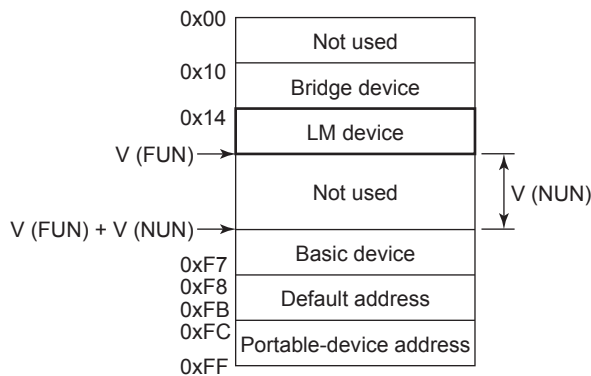 0x00
Not used
0x10
Bridge device
0x14
LM device
V (FUN)
Not used
V (NUN)
V (FUN) + V (NUN)
Basic device
0xF7
0xF8
Default address
0xFB
0xFC
Portable-device address
0xFF